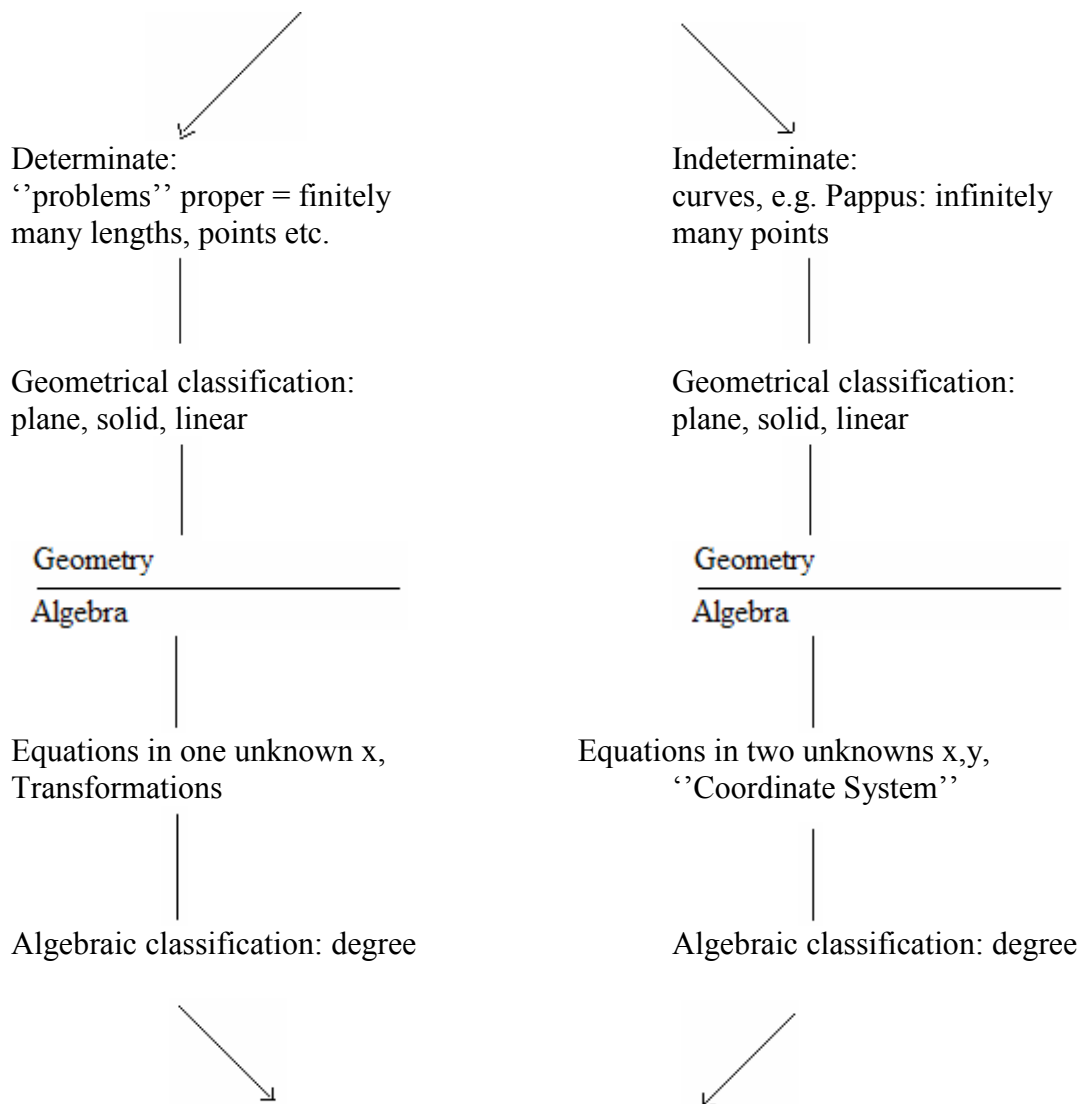 Determinate:
‘’problems’’ proper = finitely
many lengths, points etc.
Indeterminate:
curves, e.g. Pappus: infinitely
many points
Geometrical classification:
plane, solid, linear
Geometrical classification:
plane, solid, linear
Geometry
Algebra
Geometry
Algebra
Equations in one unknown x,
Transformations
Equations in two unknowns x,y,
‘’Coordinate System’’
Algebraic classification: degree
Algebraic classification: degree